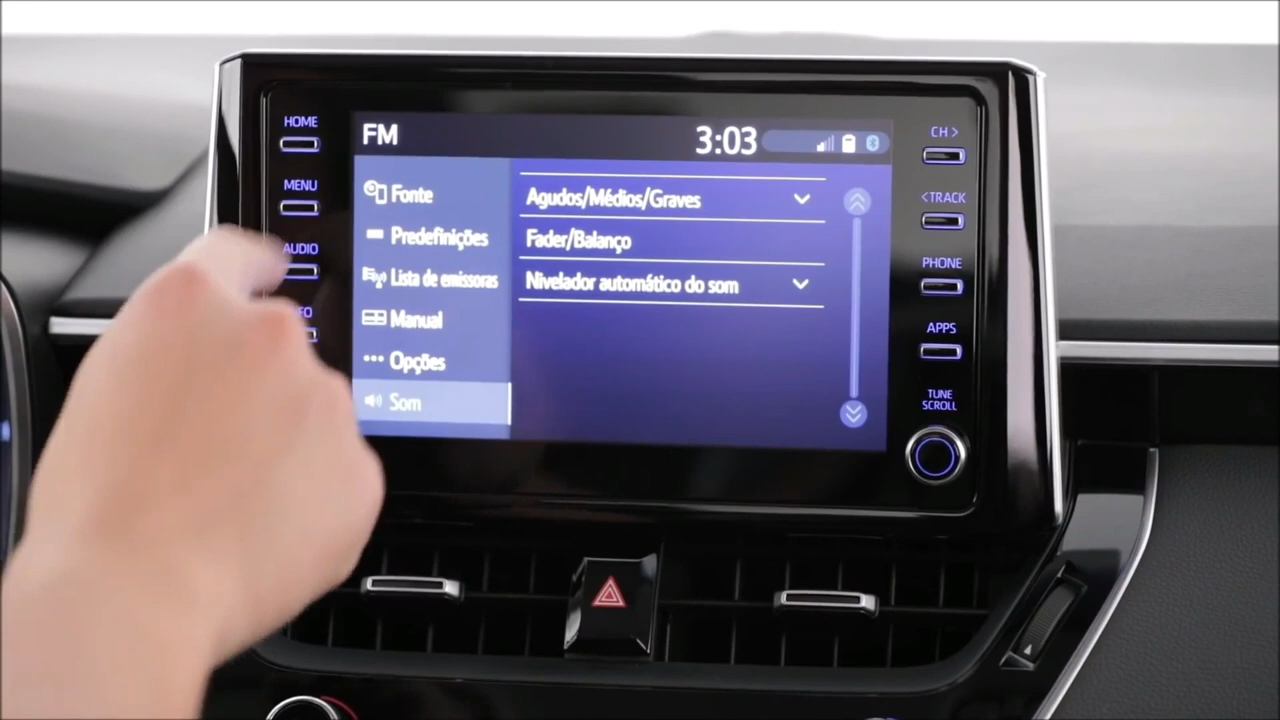 HOME
MENU
AUDIO
FM
3:03
Fonte
Predefinições
Lista de emissoras
Manual
Opções
Som
Agudos/Médios/Graves
Fader/Balanço
Nivelador automático do som
CH >
< TRACK
PHONE
APPS
TUNE
SCROLL